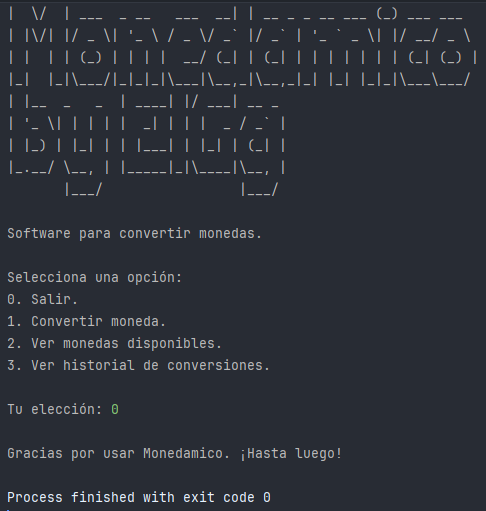 |  \/  | ___  _ __   ___  __| | __ _ _ __ ___ (_) ___ ___
| |\/| |/ _ \| '_ \ / _ \/ _` |/ _` | '_ ` _ \| |/ __/ _ \
| |  | | (_) | | | |  __/ (_| | (_| | | | | | | | (_| (_) |
|_|  |_|\___/|_|_|_|\___|\__,_|\__,_|_| |_| |_|_|\___\___/
| |__  _   _  | ____| |/ ___| __ _
| '_ \| | | | |  _| | | |  _ / _` |
| |_) | |_| | | |___| | |_| | (_| |
|_.__/ \__, | |_____|_|\____|\__, |
       |___/                 |___/
Software para convertir monedas.
Selecciona una opción:
0. Salir.
1. Convertir moneda.
2. Ver monedas disponibles.
3. Ver historial de conversiones.
Tu elección: 0
Gracias por usar Monedamico. ¡Hasta luego!
Process finished with exit code 0